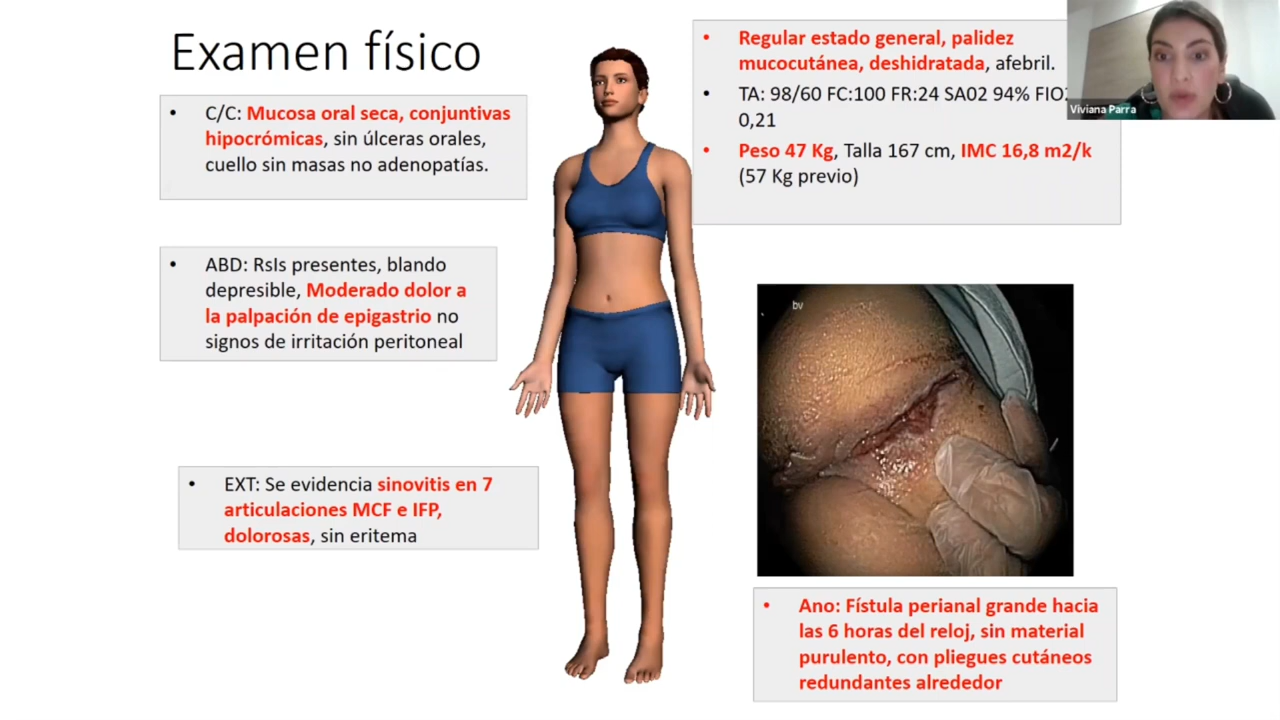 Examen físico
• C/C: Mucosa oral seca, conjuntivas
hipocrómicas, sin úlceras orales,
cuello sin masas no adenopatías.
• ABD: RsIs presentes, blando
depresible, Moderado dolor a
la palpación de epigastrio no
signos de irritación peritoneal
• EXT: Se evidencia sinovitis en 7
articulaciones MCF e IFP,
dolorosas, sin eritema
• Regular estado general, palidez
mucocutánea, deshidratada, afebril.
• TA: 98/60 FC:100 FR:24 SA02 94%
0,21
• Peso 47 Kg, Talla 167 cm, IMC 16,8 m2/k
(57 Kg previo)
Viviana Parra
bv
• Ano: Fístula perianal grande hacia
las 6 horas del reloj, sin material
purulento, con pliegues cutáneos
redundantes alrededor